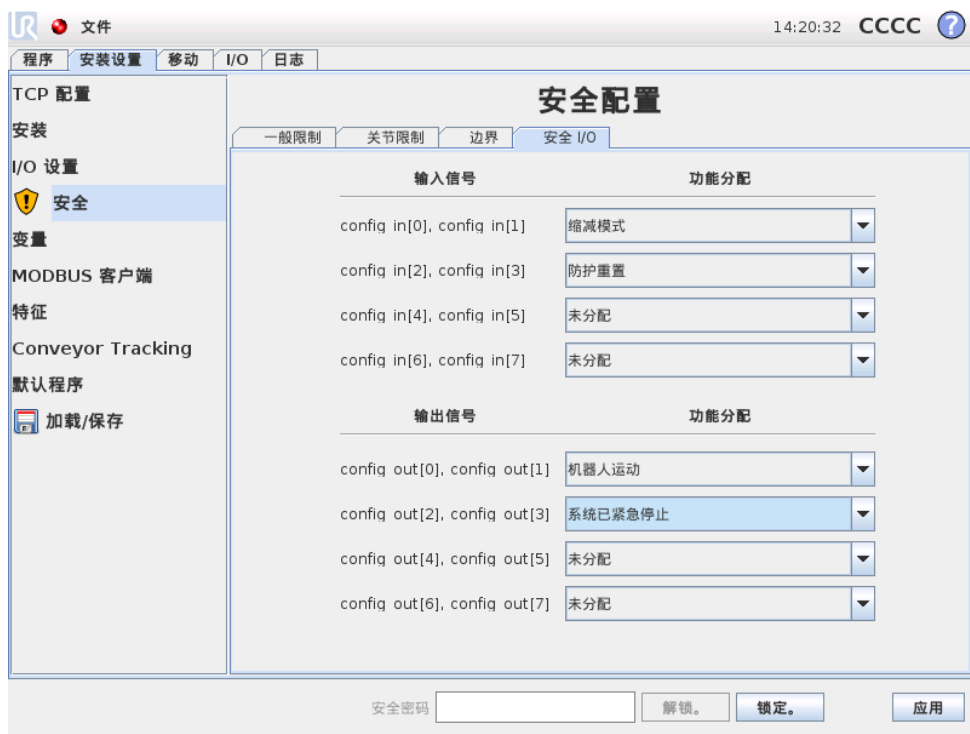 UR 文件 14:20:32 CCCC ?
程序 安装设置 移动 I/O 日志
TCP 配置
安装
I/O 设置
安全
变量
MODBUS 客户端
特征
Conveyor Tracking
默认程序
加载/保存
安全配置
一般限制 关节限制 边界 安全 I/O
输入信号 功能分配
config in[0], config in[1] 缩减模式
config in[2], config in[3] 防护重置
config in[4], config in[5] 未分配
config in[6], config in[7] 未分配
输出信号 功能分配
config out[0], config out[1] 机器人运动
config out[2], config out[3] 系统已紧急停止
config out[4], config out[5] 未分配
config out[6], config out[7] 未分配
安全密码 解锁。 锁定。 应用